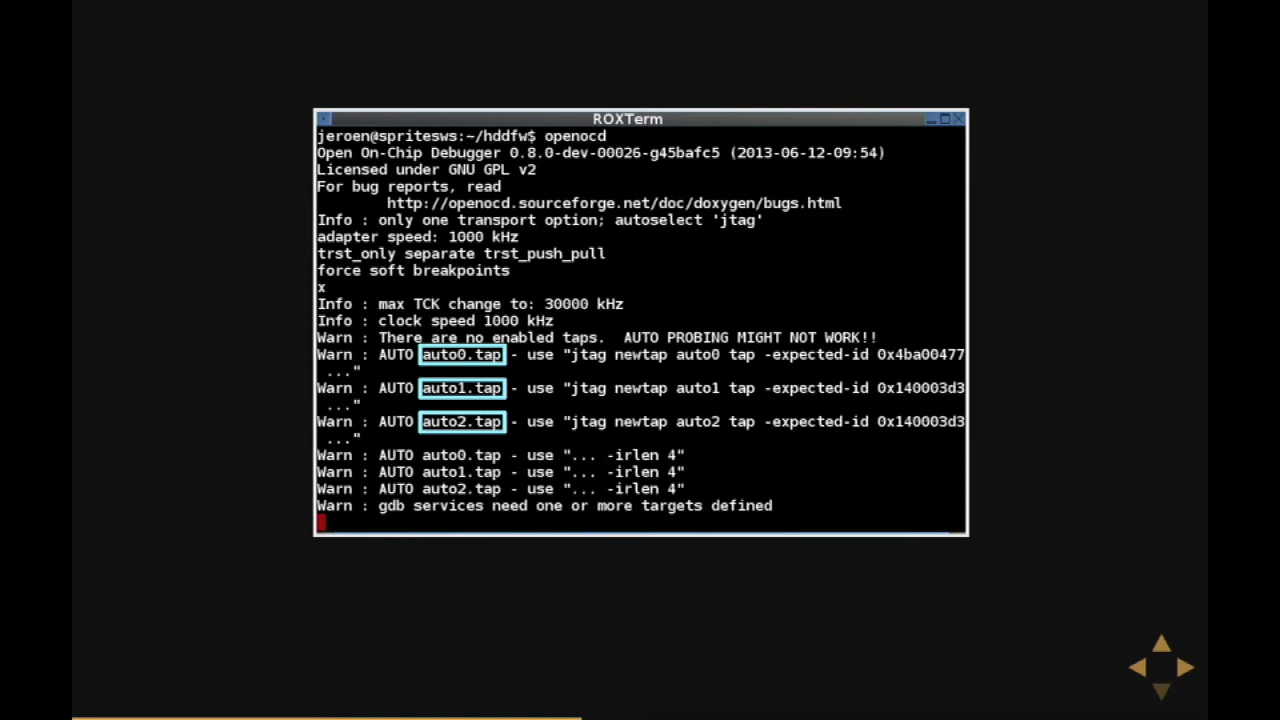 ROXTerm
jeroen@spritesws:~/hddfw$ openocd
Open On-Chip Debugger 0.8.0-dev-00026-g45bafc5 (2013-06-12-09:54)
Licensed under GNU GPL v2
For bug reports, read
http://openocd.sourceforge.net/doc/doxygen/bugs.html
Info : only one transport option; autoselect 'jtag'
adapter speed: 1000 kHz
trst_only separate trst_push_pull
force soft breakpoints
x
Info : max TCK change to: 30000 kHz
Info : clock speed 1000 kHz
Warn : There are no enabled taps.  AUTO PROBING MIGHT NOT WORK!!
Warn : AUTO auto0.tap - use "jtag newtap auto0 tap -expected-id 0x4ba00477
..."
Warn : AUTO auto1.tap - use "jtag newtap auto1 tap -expected-id 0x140003d3
..."
Warn : AUTO auto2.tap - use "jtag newtap auto2 tap -expected-id 0x140003d3
..."
Warn : AUTO auto0.tap - use "... -irlen 4"
Warn : AUTO auto1.tap - use "... -irlen 4"
Warn : AUTO auto2.tap - use "... -irlen 4"
Warn : gdb services need one or more targets defined